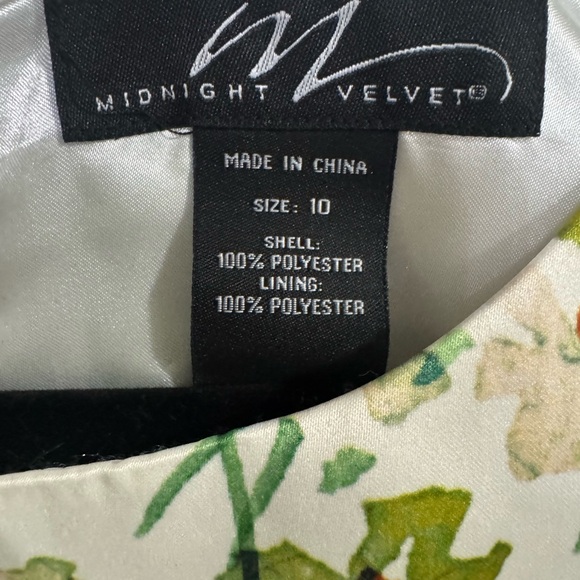 MIDNIGHT VELVET®
MADE IN CHINA
SIZE: 10
SHELL:
100% POLYESTER
LINING:
100% POLYESTER